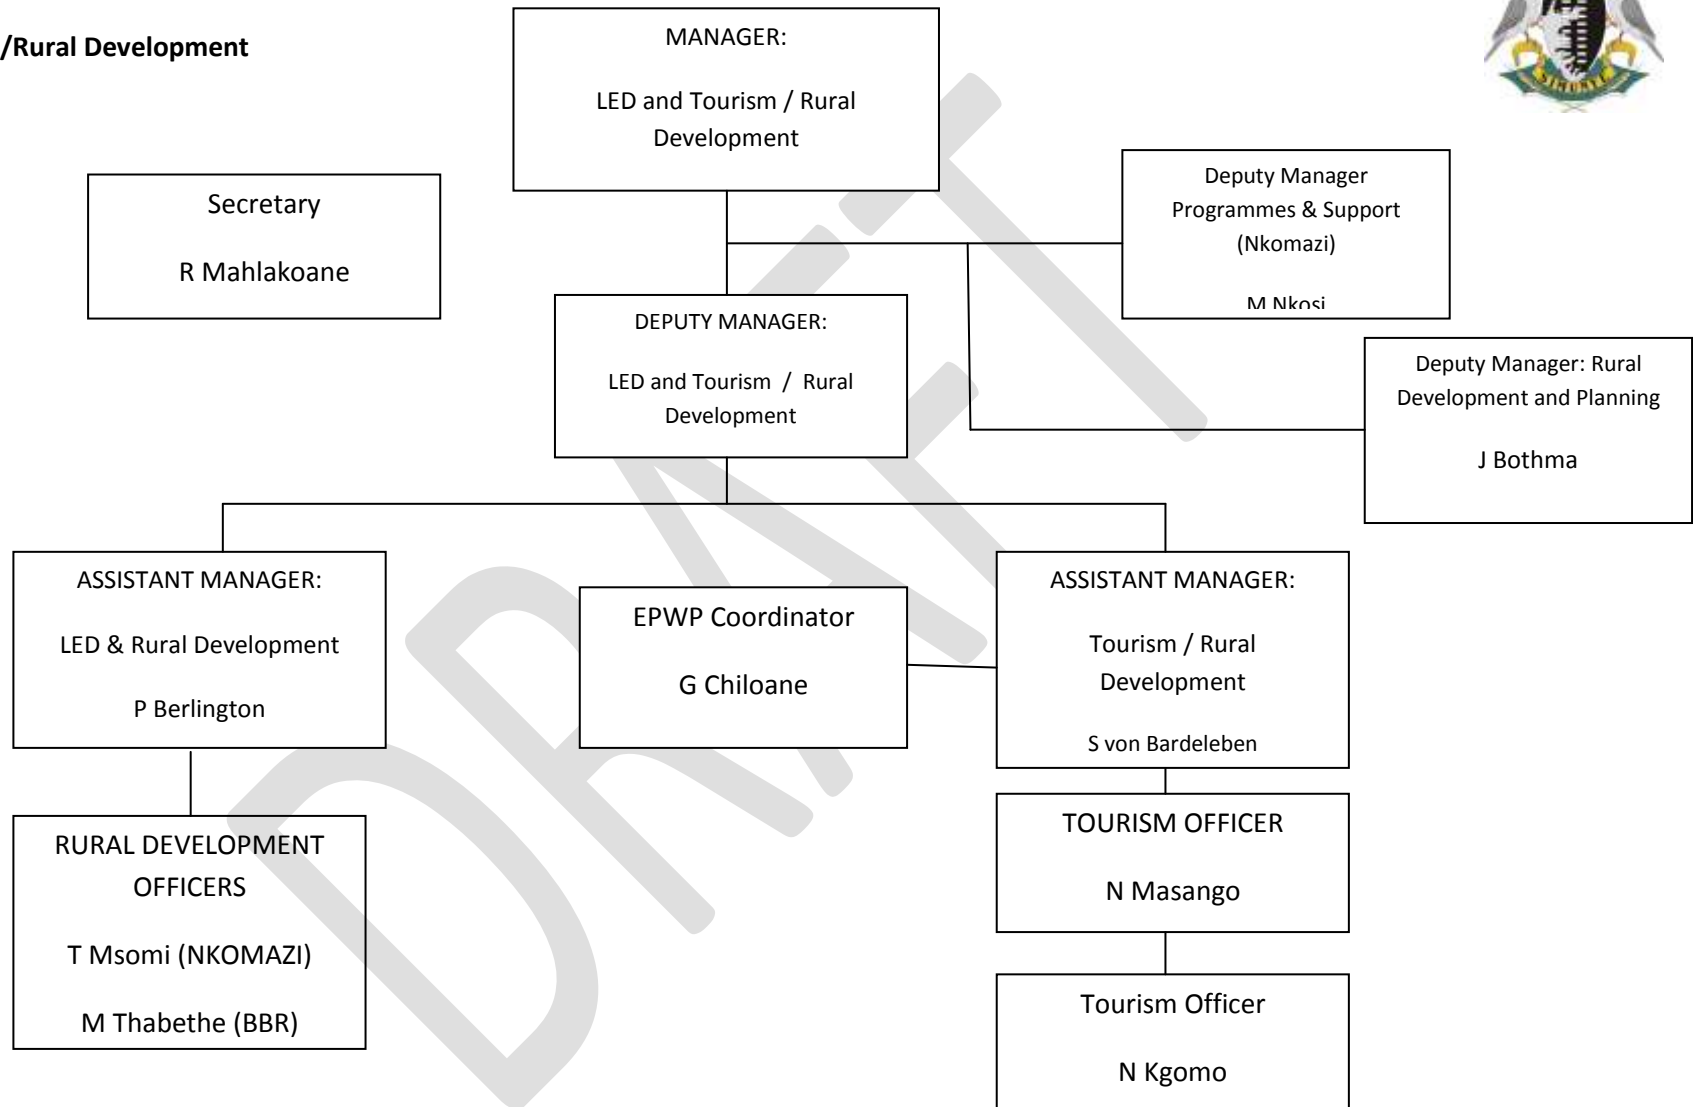 /Rural Development
MANAGER:
LED and Tourism / Rural
Development
SIMUNYE
Secretary
R Mahlakoane
Deputy Manager
Programmes & Support
(Nkomazi)
M Nkosi
DEPUTY MANAGER:
LED and Tourism / Rural
Development
Deputy Manager: Rural
Development and Planning
J Bothma
ASSISTANT MANAGER:
LED & Rural Development
P Berlington
EPWP Coordinator
G Chiloane
ASSISTANT MANAGER:
Tourism / Rural
Development
S von Bardeleben
RURAL DEVELOPMENT
OFFICERS
T Msomi (NKOMAZI)
M Thabethe (BBR)
TOURISM OFFICER
N Masango
Tourism Officer
N Kgomo
DRAFT